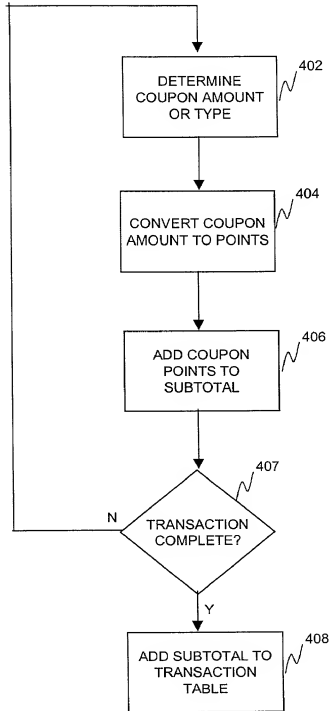 DETERMINE
COUPON AMOUNT
OR TYPE
402
CONVERT COUPON
AMOUNT TO POINTS
404
ADD COUPON
POINTS TO
SUBTOTAL
406
407
TRANSACTION
COMPLETE?
N
Y
ADD SUBTOTAL TO
TRANSACTION
TABLE
408